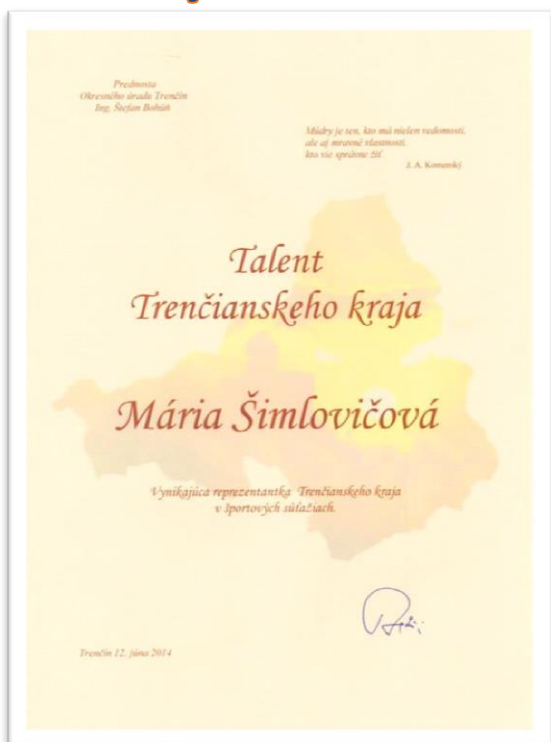 Prednosta
Okresného úradu Trenčín
Ing. Štefan Bohúň
Múdry je ten, kto má nielen vedomosti,
ale aj mravné vlastnosti,
kto vie správne žiť.
J. A. Komenský
Talent
Trenčianskeho kraja
Mária Šimlovičová
Vynikajúca reprezentantka Trenčianskeho kraja
v športových súťažiach.
Trenčín 12. júna 2014